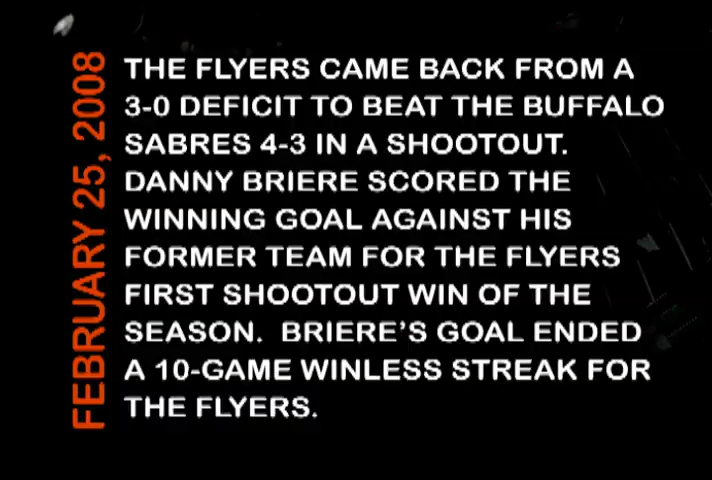 FEBRUARY 25, 2008
THE FLYERS CAME BACK FROM A
3-0 DEFICIT TO BEAT THE BUFFALO
SABRES 4-3 IN A SHOOTOUT.
DANNY BRIERE SCORED THE
WINNING GOAL AGAINST HIS
FORMER TEAM FOR THE FLYERS
FIRST SHOOTOUT WIN OF THE
SEASON.  BRIERE’S GOAL ENDED
A 10-GAME WINLESS STREAK FOR
THE FLYERS.